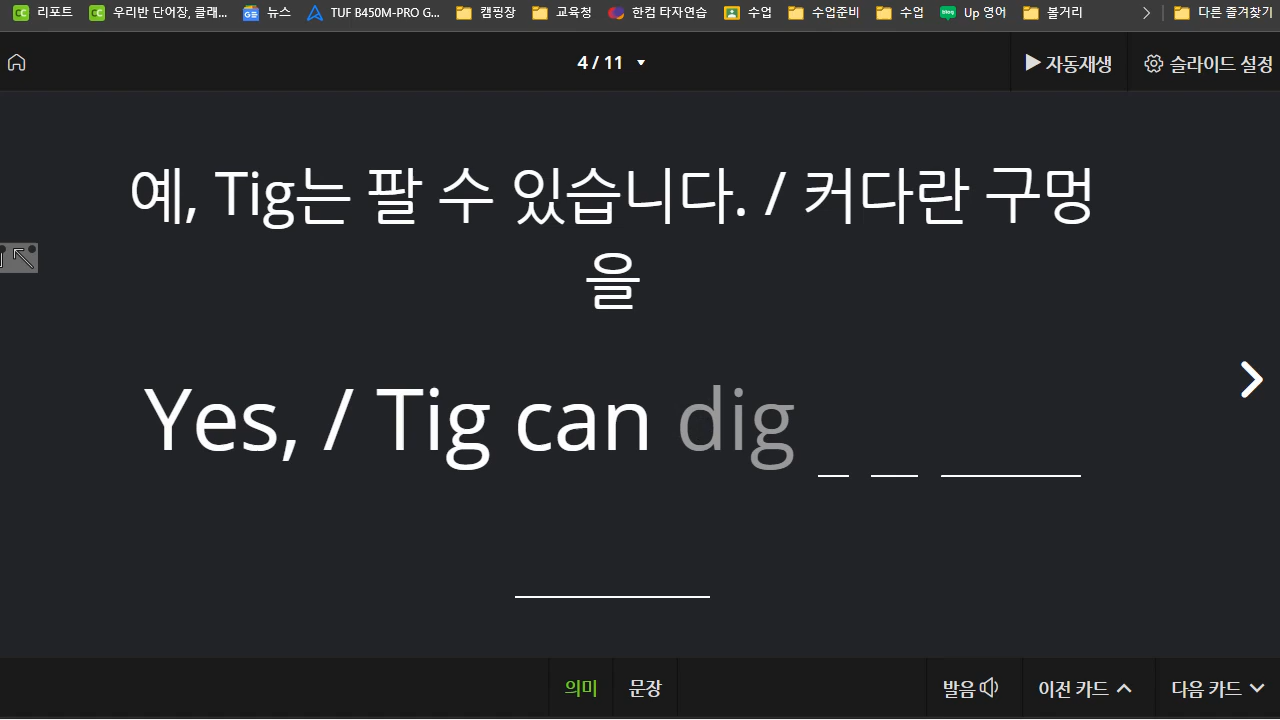 리포트 우리반 단어장, 클래... 뉴스 TUF B450M-PRO G... 캠핑장 교육청 한컴 타자연습 수업 수업준비 수업 Up 영어 볼거리 다른 즐겨찾기
4 / 11 자동재생 슬라이드 설정
예, Tig는 팔 수 있습니다. / 커다란 구멍
을
Yes, / Tig can dig
의미 문장 발음 이전 카드 다음 카드